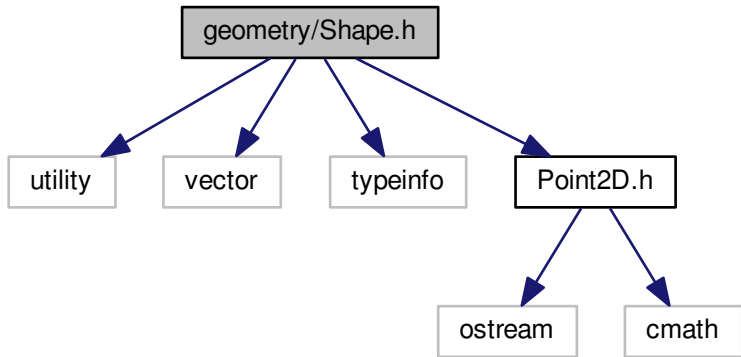 geometry/Shape.h
utility
vector
typeinfo
Point2D.h
ostream
cmath